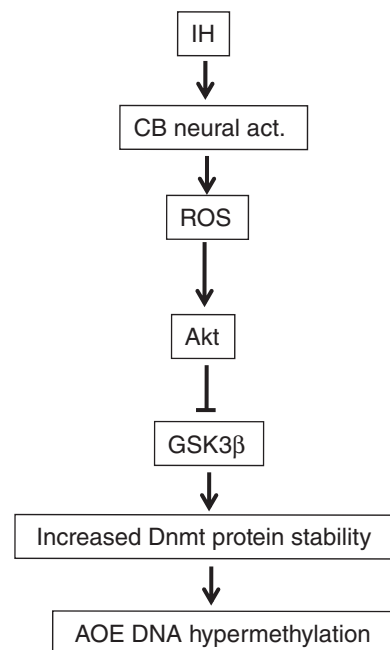 IH
CB neural act.
ROS
Akt
GSK3β
Increased Dnmt protein stability
AOE DNA hypermethylation